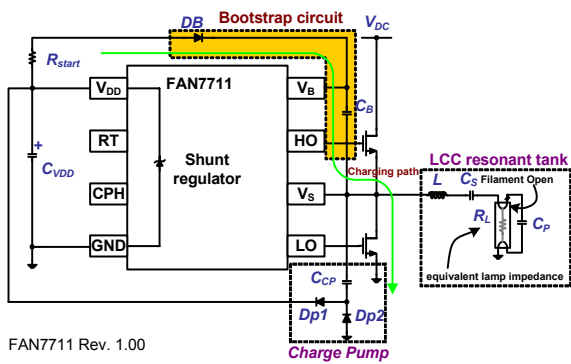 Bootstrap circuit
DB
VDC
Rstart
FAN7711
VDD
VB
CB
RT
HO
CVDD
+
Shunt
regulator
Charging path
LCC resonant tank
CPH
VS
L
CS
Filament Open
RL
CP
GND
LO
equivalent lamp impedance
CCP
Dp1
Dp2
FAN7711 Rev. 1.00
Charge Pump